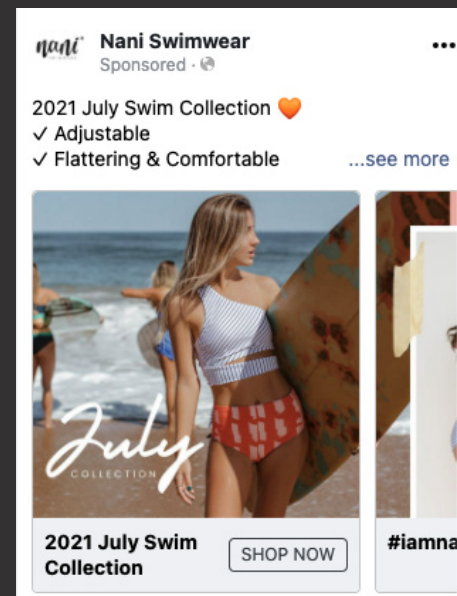 nani
Nani Swimwear
Sponsored ·
2021 July Swim Collection 🧡
✓ Adjustable
✓ Flattering & Comfortable ...see more
July
COLLECTION
2021 July Swim
Collection
SHOP NOW
#iamna